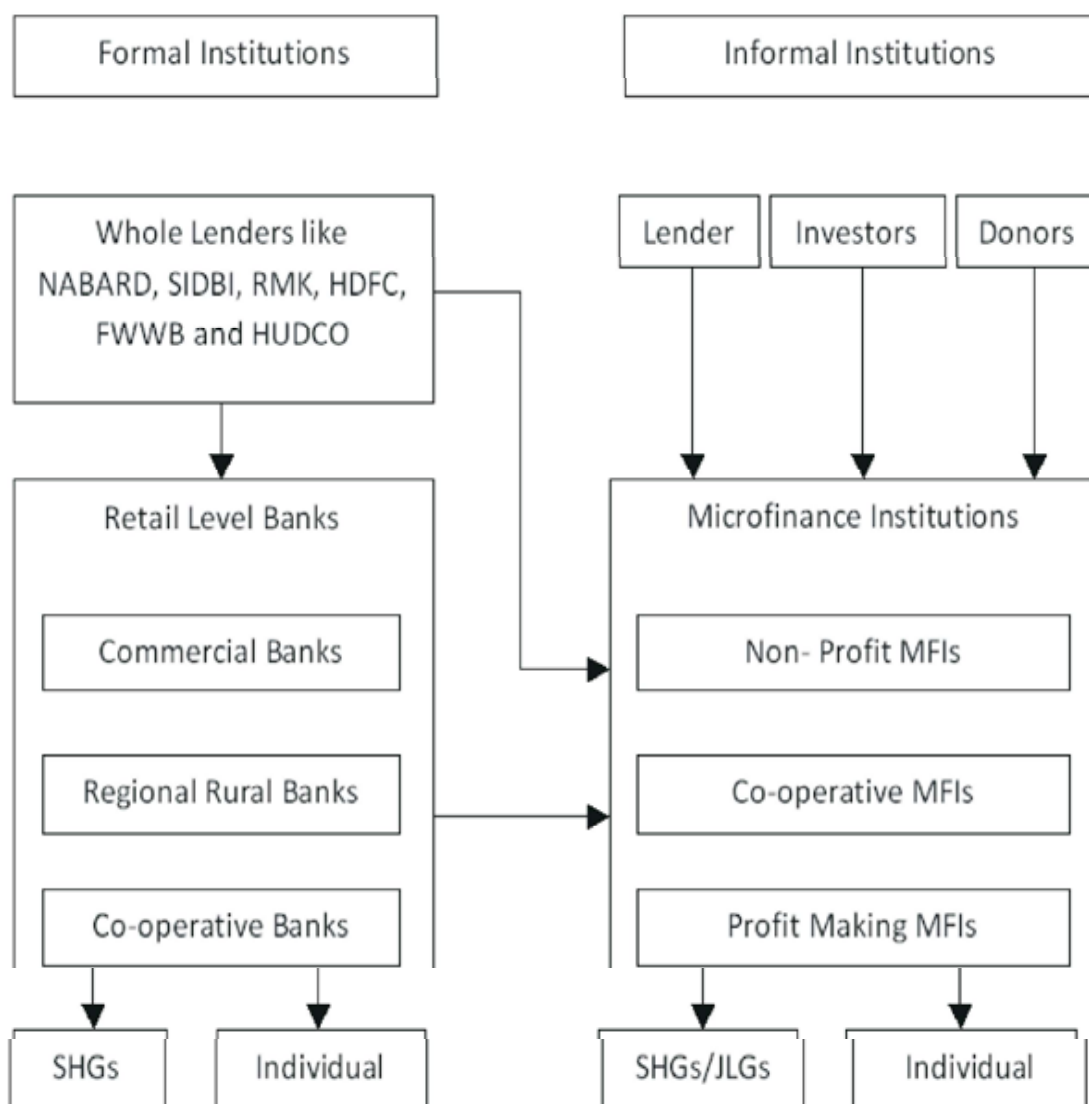 Formal Institutions
Informal Institutions
Whole Lenders like
NABARD, SIDBI, RMK, HDFC,
FWWB and HUDCO
Lender
Investors
Donors
Retail Level Banks
Microfinance Institutions
Commercial Banks
Non- Profit MFIs
Regional Rural Banks
Co-operative MFIs
Co-operative Banks
Profit Making MFIs
SHGs
Individual
SHGs/JLGs
Individual